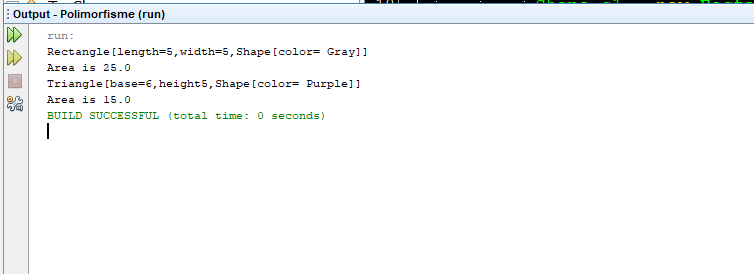 Output - Polimorfisme (run)
run:
Rectangle[length=5,width=5,Shape[color= Gray]]
Area is 25.0
Triangle[base=6,height5,Shape[color= Purple]]
Area is 15.0
BUILD SUCCESSFUL (total time: 0 seconds)